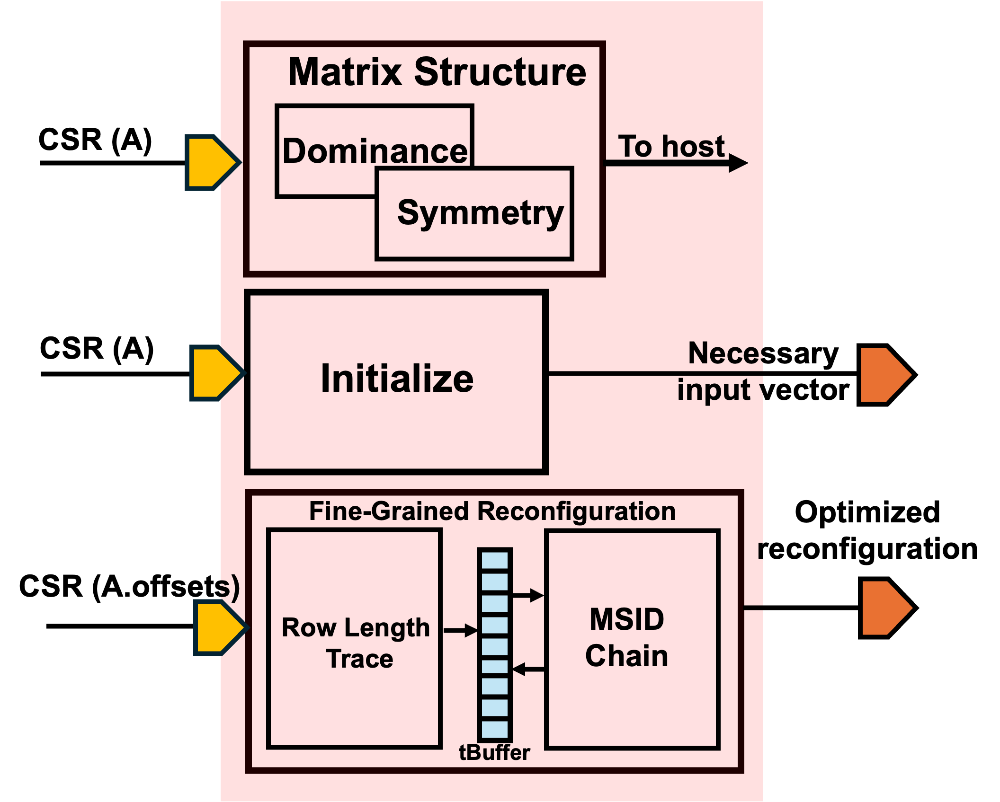 Matrix Structure
CSR (A)
Dominance
To host
Symmetry
CSR (A)
Initialize
Necessary
input vector
Fine-Grained Reconfiguration
Optimized
reconfiguration
CSR (A.offsets)
Row Length
Trace
MSID
Chain
tBuffer